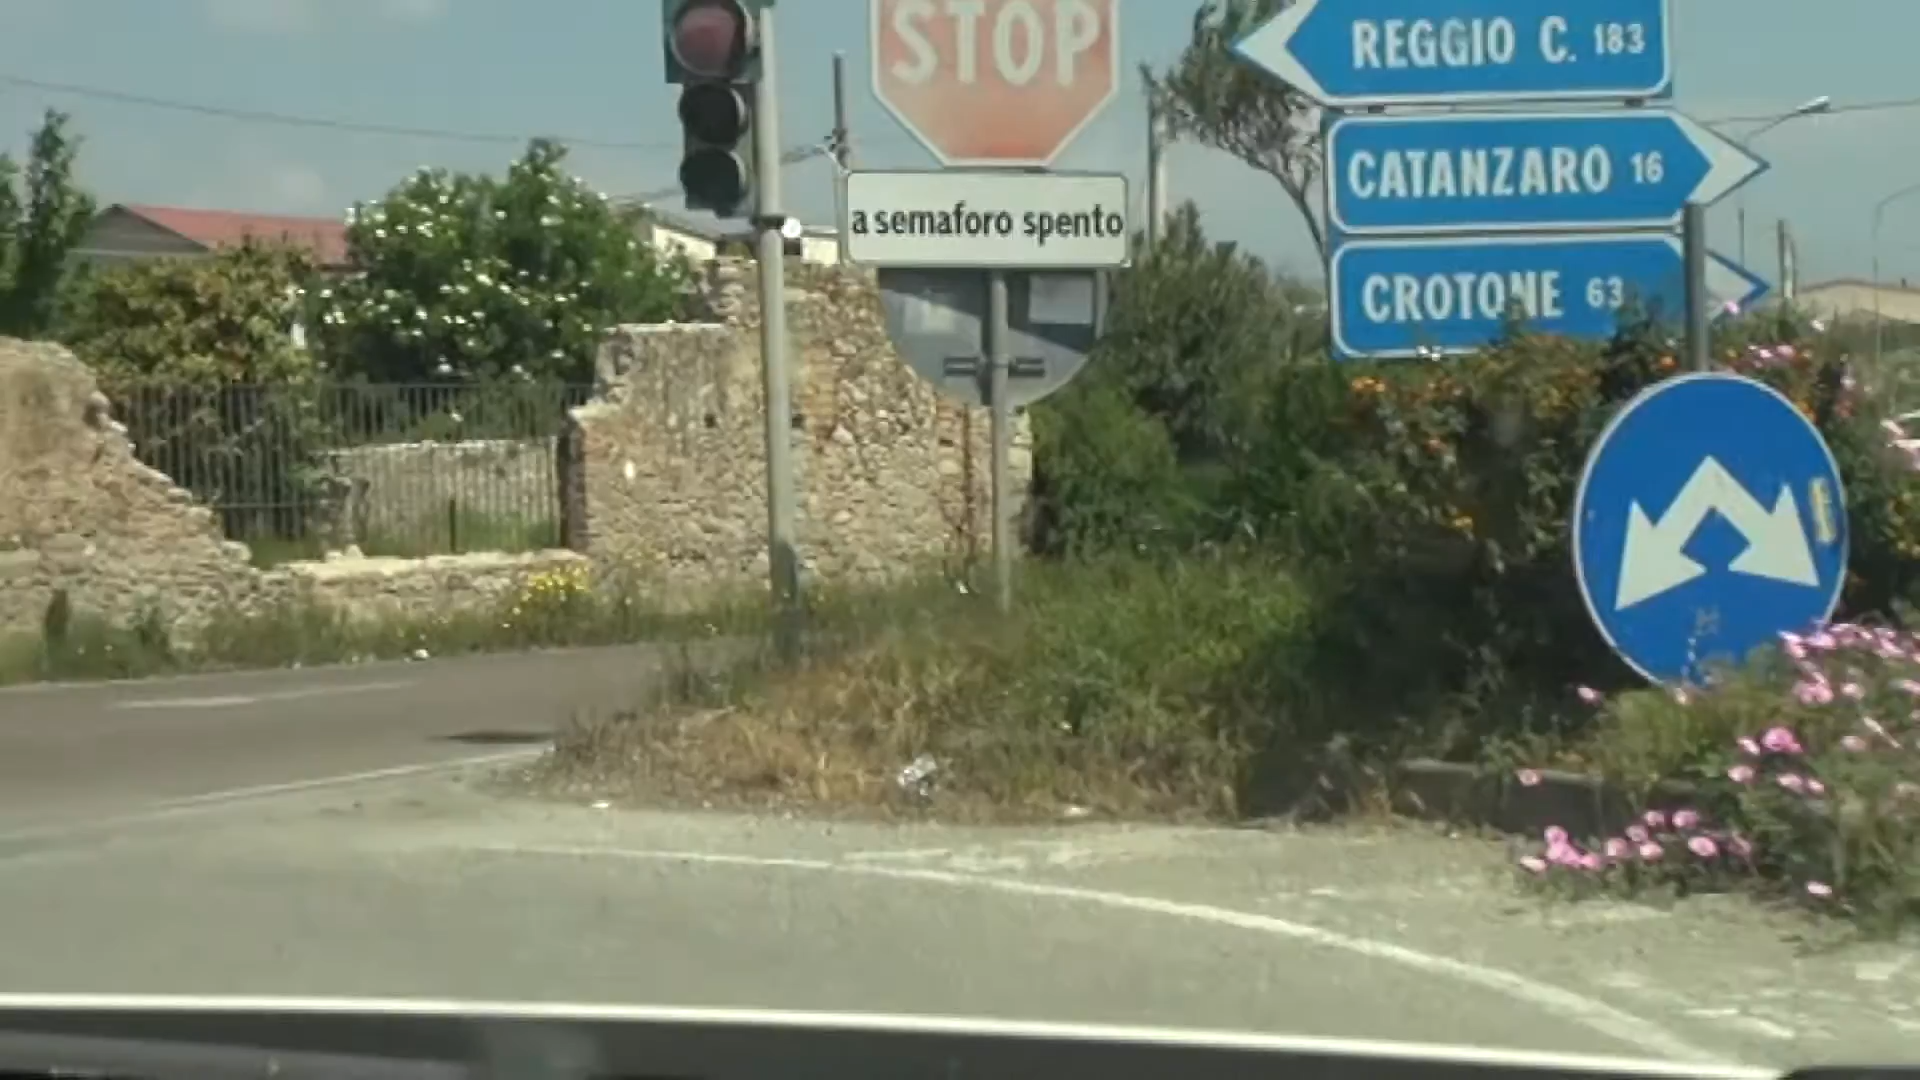 STOP
a semaforo spento
REGGIO C. 183
CATANZARO 16
CROTONE 63